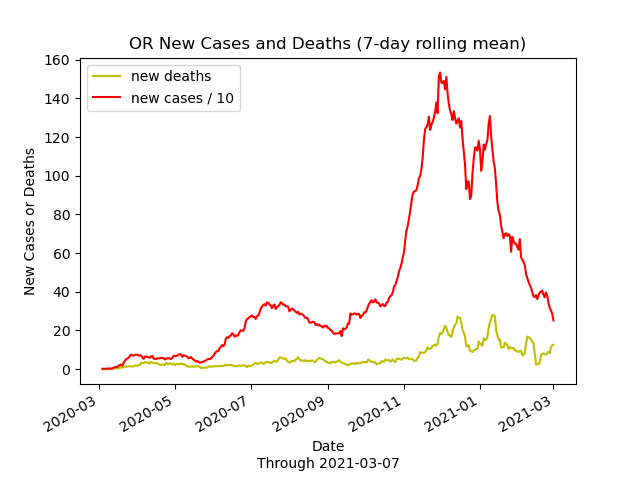 OR New Cases and Deaths (7-day rolling mean)
new deaths
new cases / 10
New Cases or Deaths
160
140
120
100
80
60
40
20
0
2020-03
2020-05
2020-07
2020-09
2020-11
2021-01
2021-03
Date
Through 2021-03-07